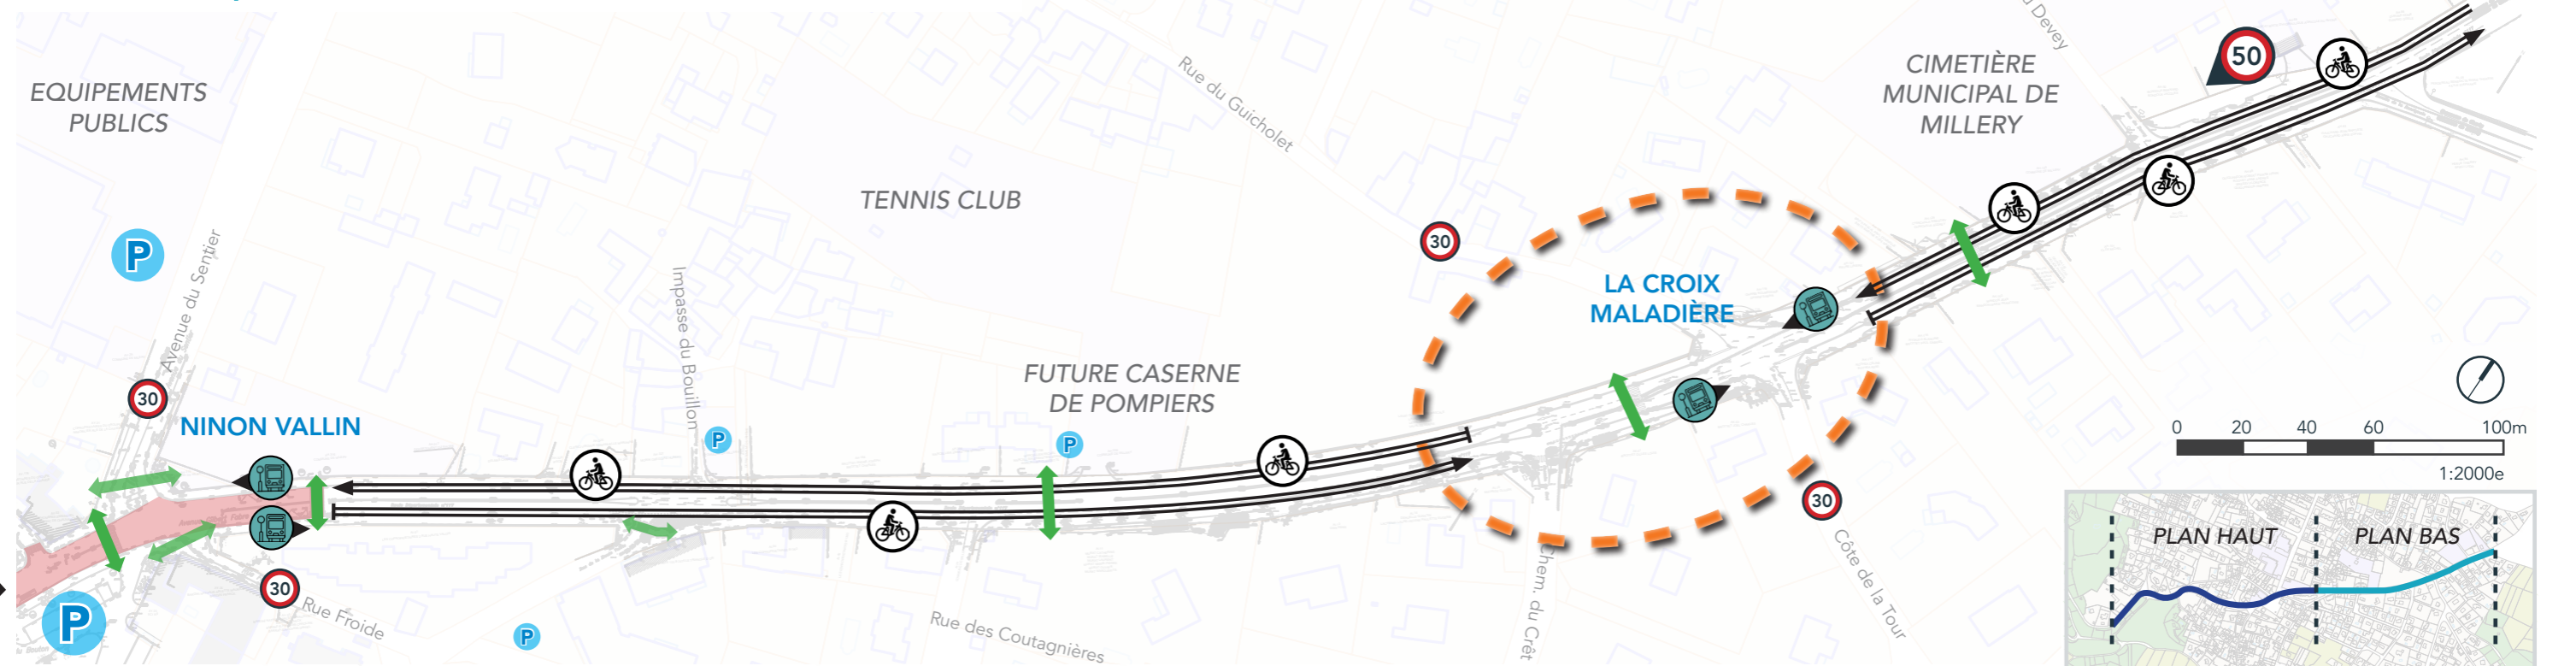 EQUIPEMENTS
PUBLICS
P
Avenue du Sentier
30
NINON VALLIN
P
30
Rue Froide
Impasse du Bouillon
P
P
TENNIS CLUB
FUTURE CASERNE
DE POMPIERS
P
Rue des Coutagnières
Rue du Guicholet
30
LA CROIX
MALADIÈRE
30
Chem. du Crêt
Côte de la Tour
CIMETIÈRE
MUNICIPAL DE
MILLERY
Devey
50
0 20 40 60 100m
1:2000e
PLAN HAUT
PLAN BAS